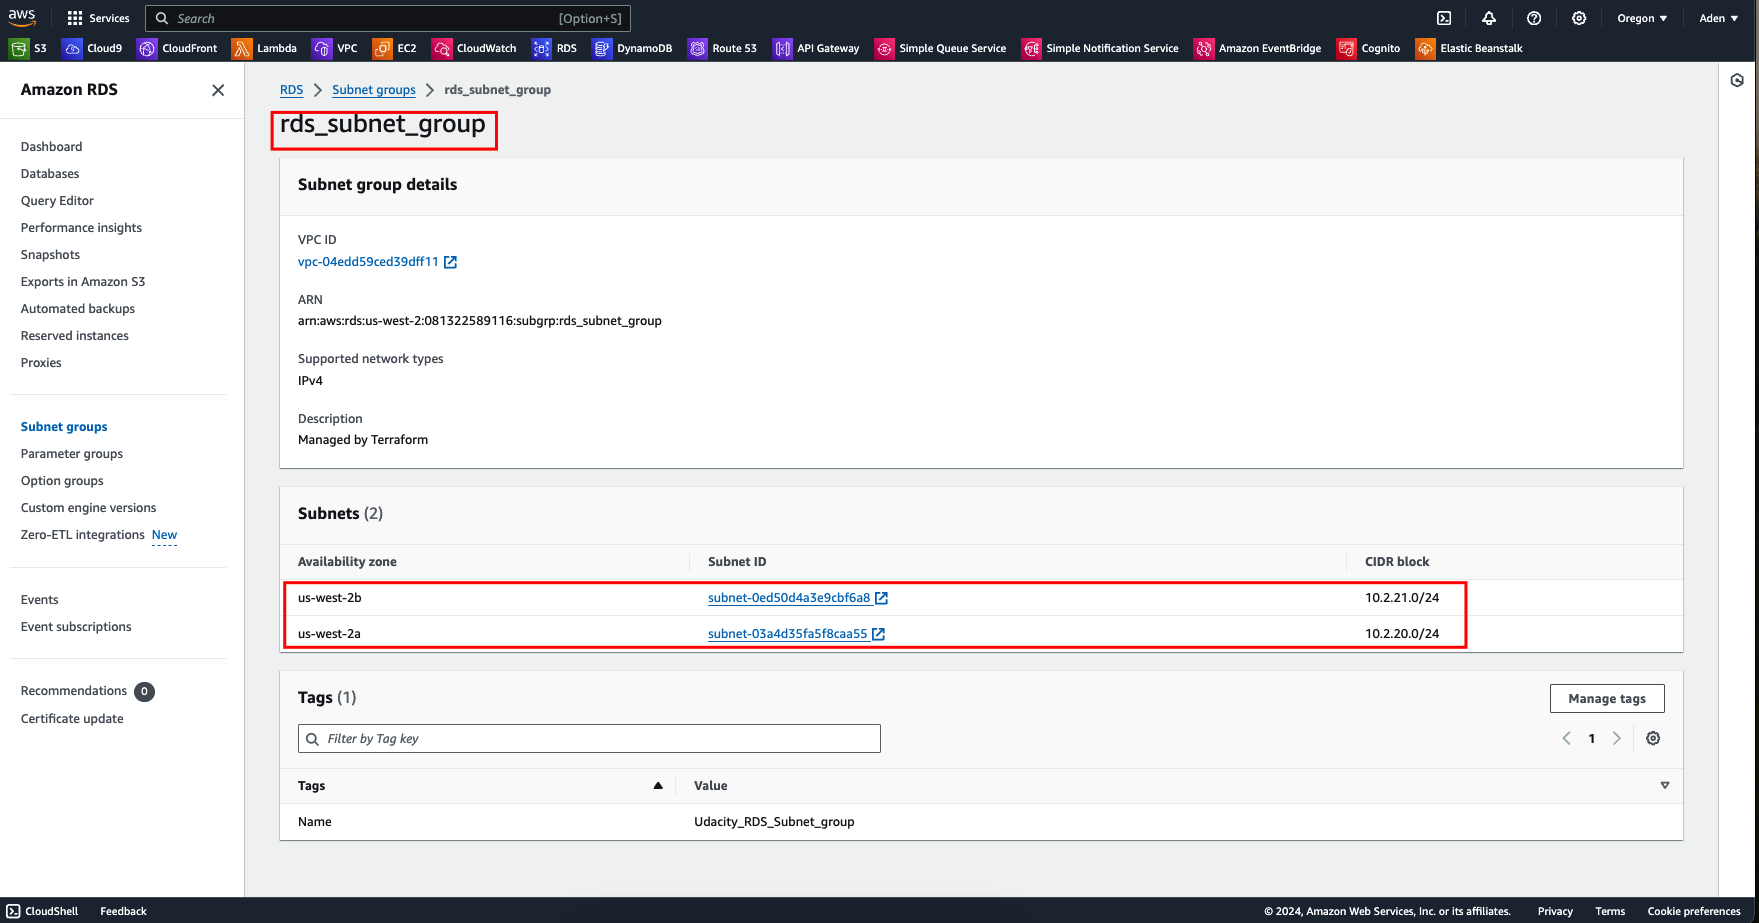 aws Services Search [Option+S] Oregon ▼ Aden ▼
S3 Cloud9 CloudFront Lambda VPC EC2 CloudWatch RDS DynamoDB Route 53 API Gateway Simple Queue Service Simple Notification Service Amazon EventBridge Cognito Elastic Beanstalk
Amazon RDS
Dashboard
Databases
Query Editor
Performance insights
Snapshots
Exports in Amazon S3
Automated backups
Reserved instances
Proxies
Subnet groups
Parameter groups
Option groups
Custom engine versions
Zero-ETL integrations New
Events
Event subscriptions
Recommendations 0
Certificate update
RDS > Subnet groups > rds_subnet_group
rds_subnet_group
Subnet group details
VPC ID
vpc-04edd59ced39dff11
ARN
arn:aws:rds:us-west-2:081322589116:subgrp:rds_subnet_group
Supported network types
IPv4
Description
Managed by Terraform
Subnets (2)
Availability zone Subnet ID CIDR block
us-west-2b subnet-0ed50d4a3e9cbf6a8 10.2.21.0/24
us-west-2a subnet-03a4d35fa5f8caa55 10.2.20.0/24
Tags (1) Manage tags
Filter by Tag key < 1 >
Tags ▲ Value ▽
Name Udacity_RDS_Subnet_group
CloudShell Feedback © 2024, Amazon Web Services, Inc. or its affiliates. Privacy Terms Cookie preferences